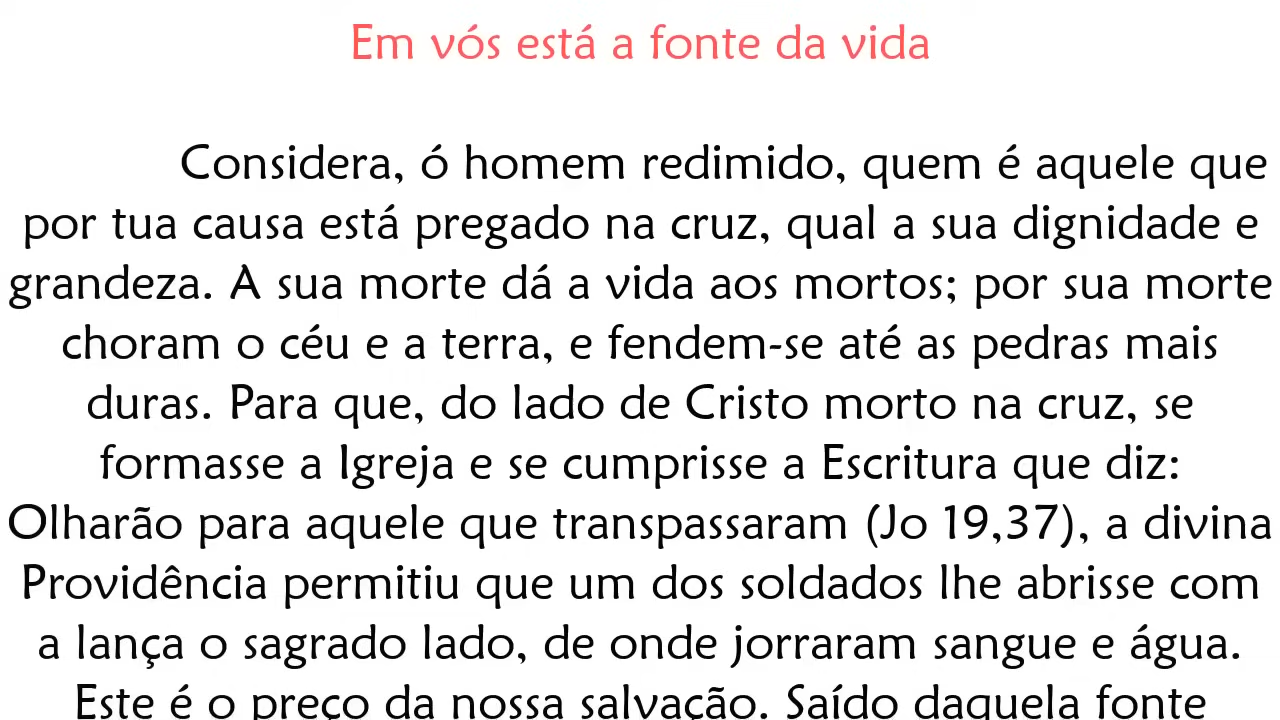 Em vós está a fonte da vida
Considera, ó homem redimido, quem é aquele que
por tua causa está pregado na cruz, qual a sua dignidade e
grandeza. A sua morte dá a vida aos mortos; por sua morte
choram o céu e a terra, e fendem-se até as pedras mais
duras. Para que, do lado de Cristo morto na cruz, se
formasse a Igreja e se cumprisse a Escritura que diz:
Olharão para aquele que transpassaram (Jo 19,37), a divina
Providência permitiu que um dos soldados lhe abrisse com
a lança o sagrado lado, de onde jorraram sangue e água.
Este é o preço da nossa salvação. Saído daquela fonte